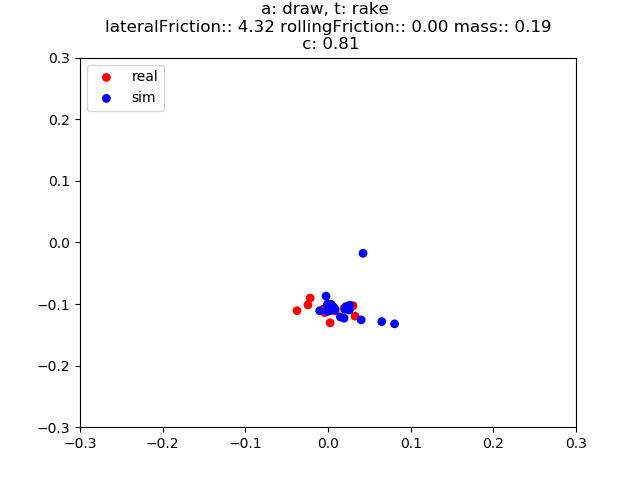 a: draw, t: rake
lateralFriction:: 4.32 rollingFriction:: 0.00 mass:: 0.19
c: 0.81
real
sim
0.3
0.2
0.1
0.0
−0.1
−0.2
−0.3
−0.3 −0.2 −0.1 0.0 0.1 0.2 0.3